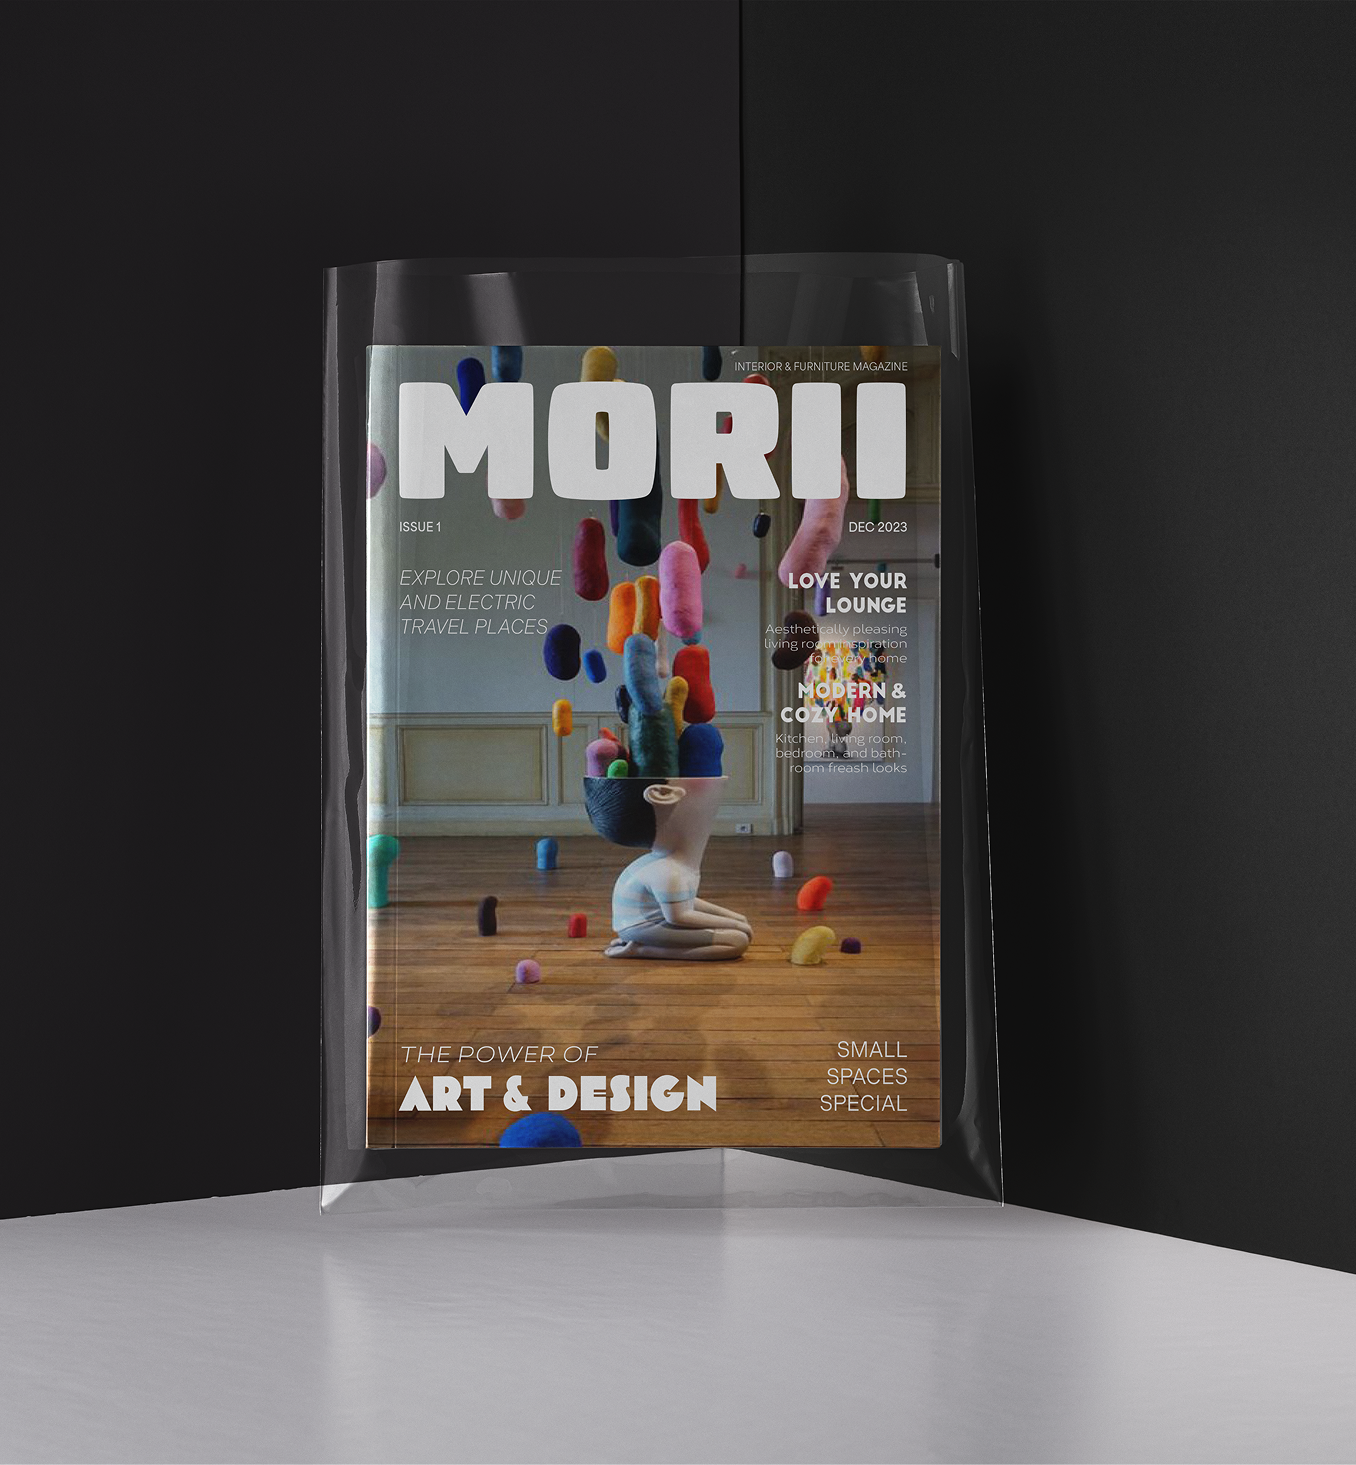 INTERIOR & FURNITURE MAGAZINE
MORII
ISSUE 1
DEC 2023
EXPLORE UNIQUE
AND ELECTRIC
TRAVEL PLACES
LOVE YOUR
LOUNGE
Aesthetically pleasing
living room inspiration
for every home
MODERN &
COZY HOME
Kitchen, living room,
bedroom, and bath-
room freash looks
THE POWER OF
ART & DESIGN
SMALL
SPACES
SPECIAL